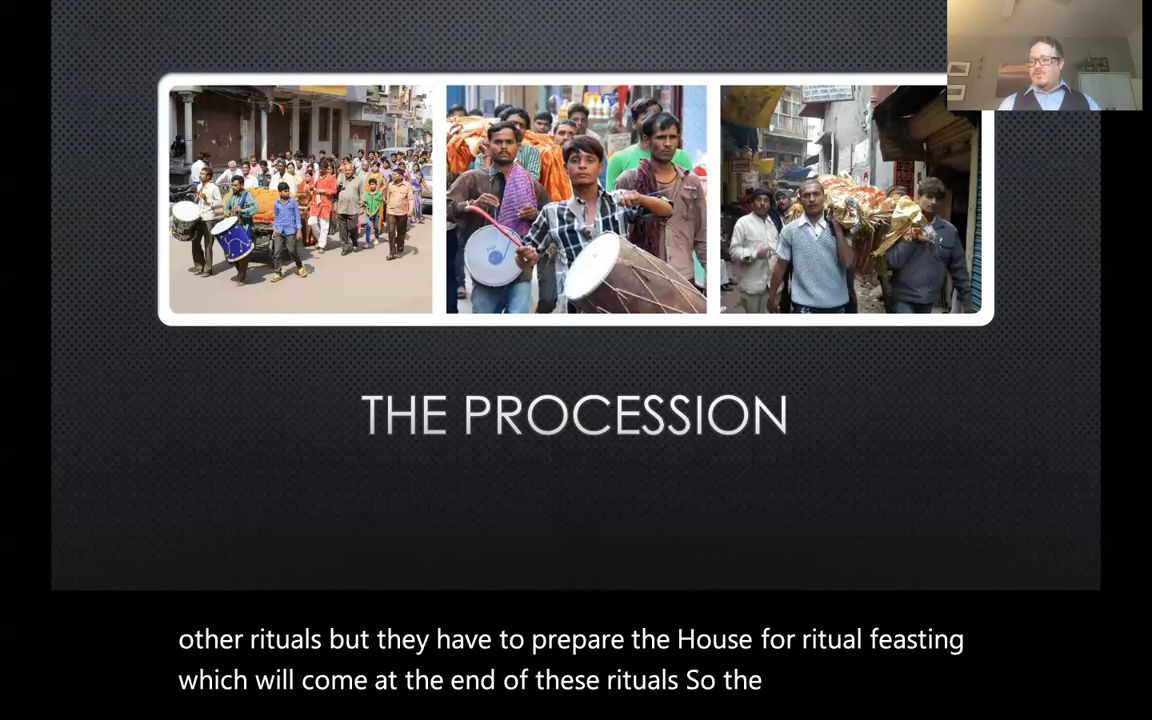 THE PROCESSION
other rituals but they have to prepare the House for ritual feasting
which will come at the end of these rituals So the